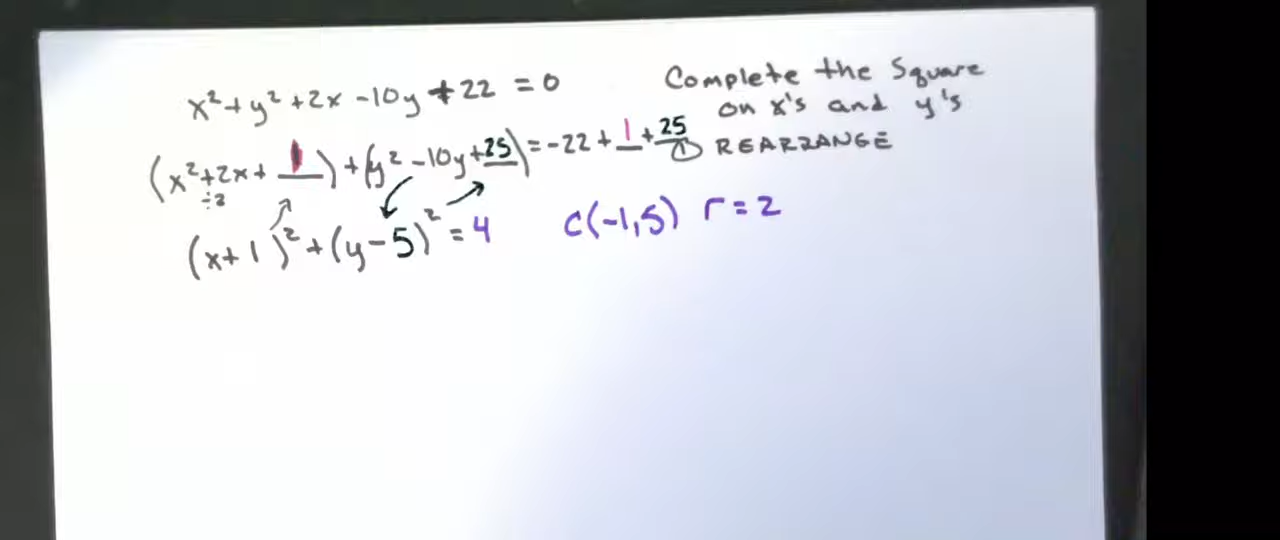 x² + y² + 2x - 10y + 22 = 0
Complete the Square
on x's and y's
(x² + 2x + 1) + (y² - 10y + 25) = -22 + 1 + 25
÷2
① REARRANGE
(x + 1)² + (y - 5)² = 4
C(-1,5) r = 2